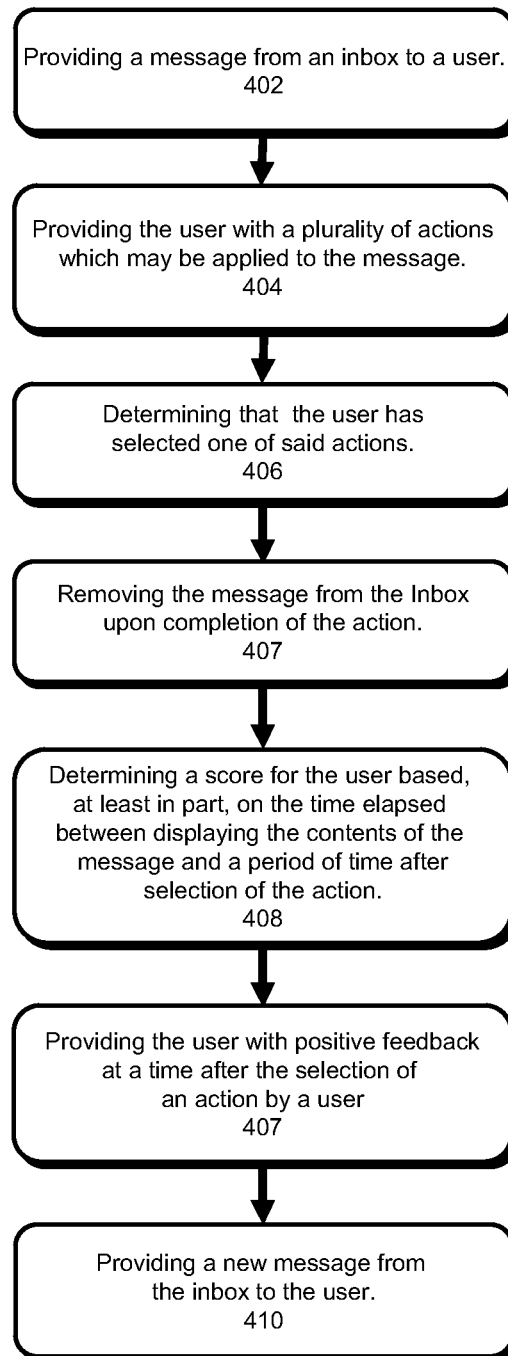 Providing a message from an inbox to a user.
402
Providing the user with a plurality of actions
which may be applied to the message.
404
Determining that the user has
selected one of said actions.
406
Removing the message from the Inbox
upon completion of the action.
407
Determining a score for the user based,
at least in part, on the time elapsed
between displaying the contents of the
message and a period of time after
selection of the action.
408
Providing the user with positive feedback
at a time after the selection of
an action by a user
407
Providing a new message from
the inbox to the user.
410